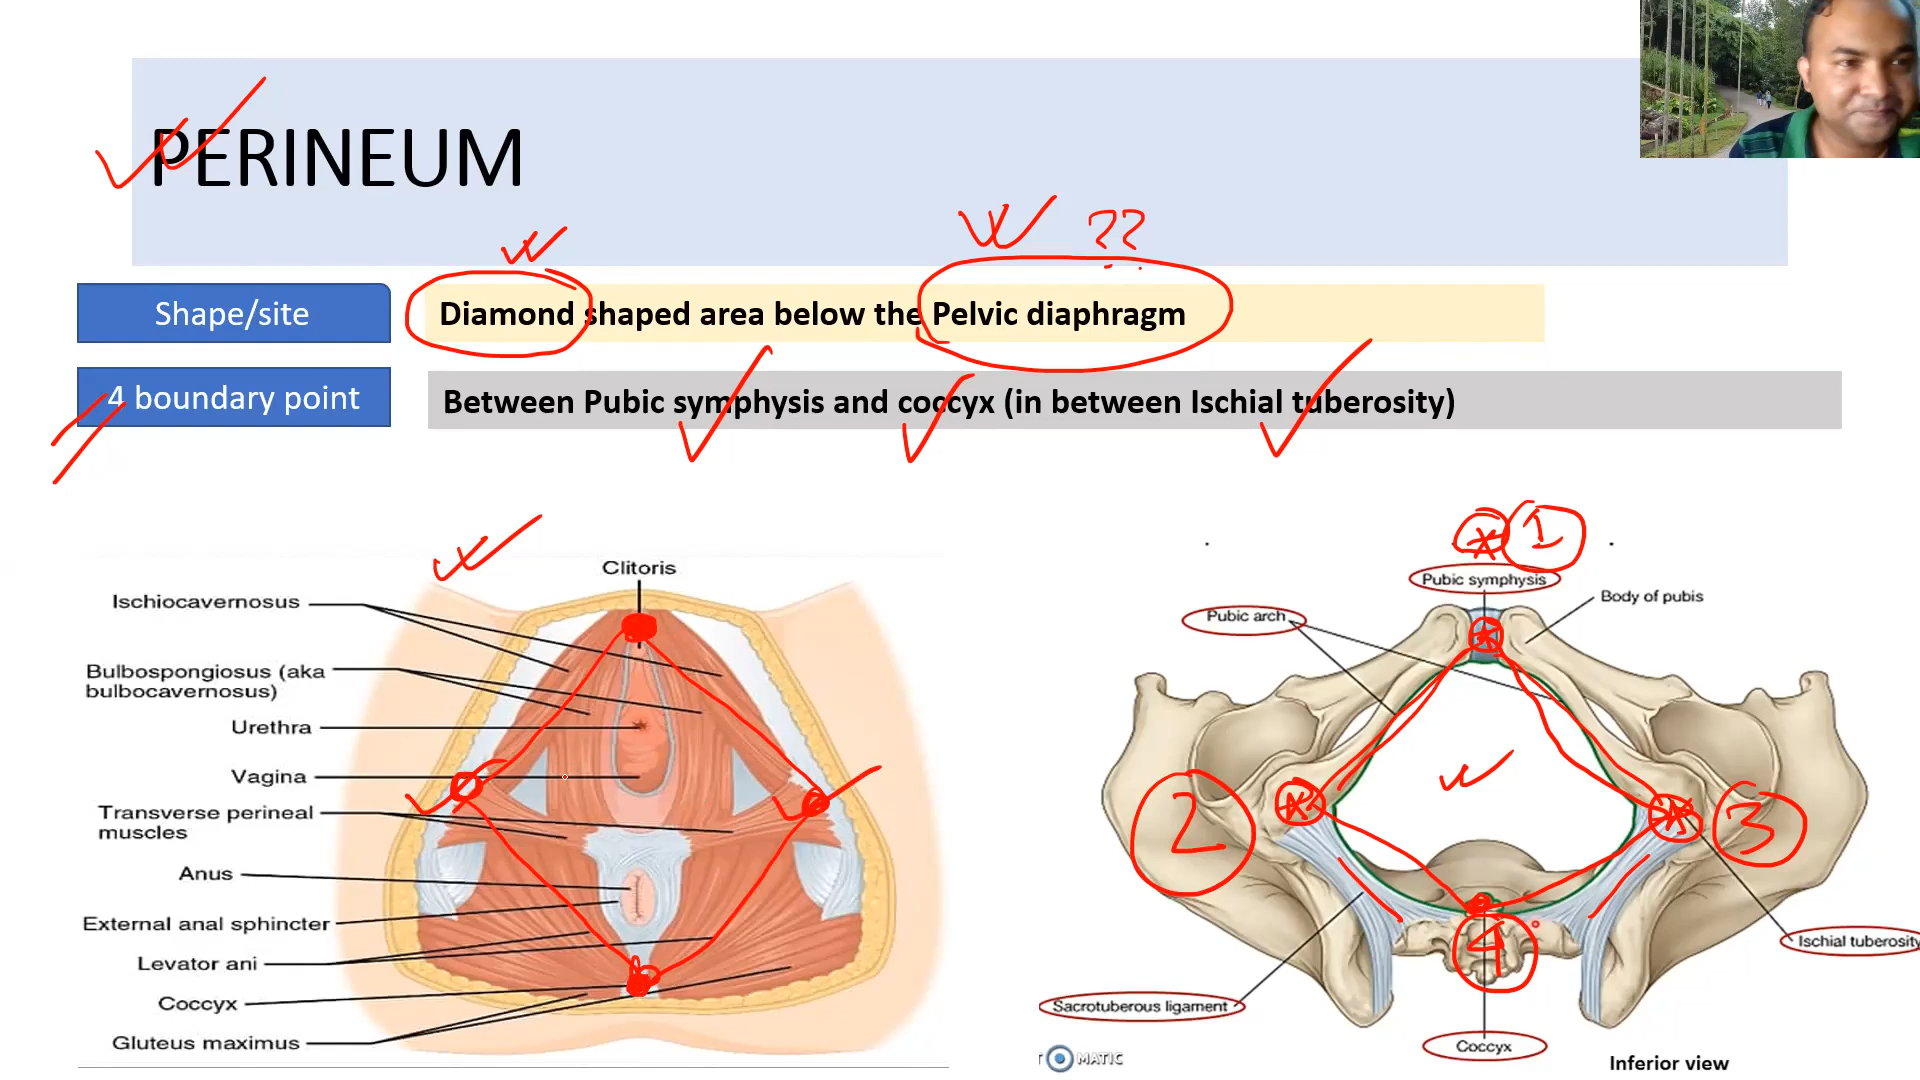 PERINEUM
??
Shape/site
Diamond shaped area below the Pelvic diaphragm
4 boundary point
Between Pubic symphysis and coccyx (in between Ischial tuberosity)
Clitoris
Ischiocavernosus
Bulbospongiosus (aka
bulbocavernosus)
Urethra
Vagina
Transverse perineal
muscles
Anus
External anal sphincter
Levator ani
Coccyx
Gluteus maximus
1
Pubic symphysis
Body of pubis
Pubic arch
2
3
4
Ischial tuberosity
Sacrotuberous ligament
Coccyx
MATIC
Inferior view